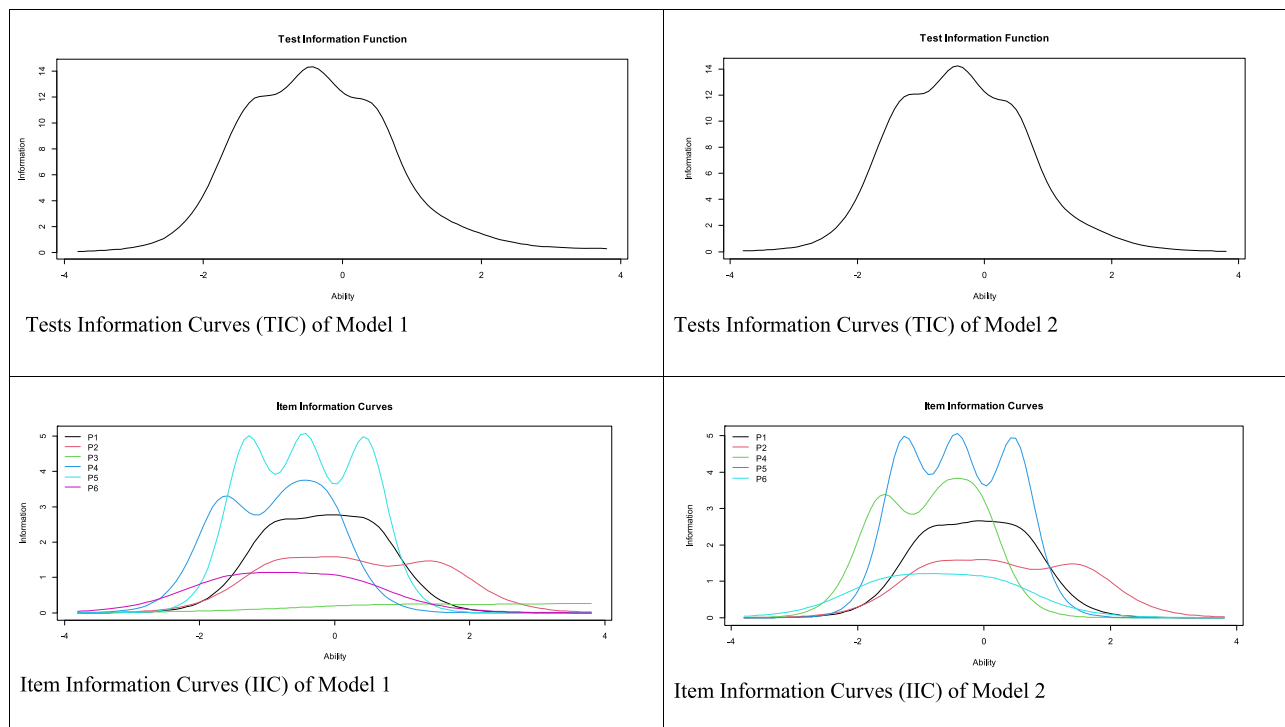 Test Information Function
14
12
10
8
6
4
2
0
Information
-4
-2
0
2
4
Ability
Tests Information Curves (TIC) of Model 1
Test Information Function
14
12
10
8
6
4
2
0
Information
-4
-2
0
2
4
Ability
Tests Information Curves (TIC) of Model 2
Item Information Curves
P1
P2
P3
P4
P5
P6
5
4
3
2
1
0
Information
-4
-2
0
2
4
Ability
Item Information Curves (IIC) of Model 1
Item Information Curves
P1
P2
P4
P5
P6
5
4
3
2
1
0
Information
-4
-2
0
2
4
Ability
Item Information Curves (IIC) of Model 2